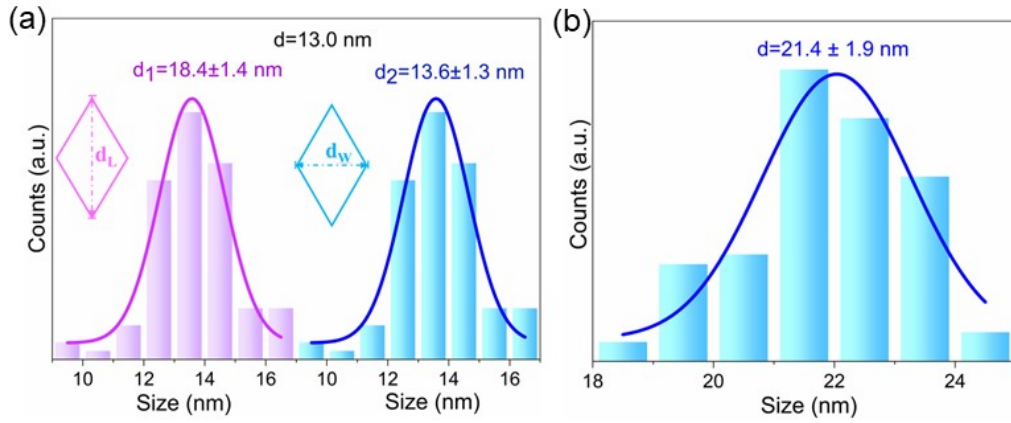 (a)
d=13.0 nm
d1=18.4±1.4 nm
d2=13.6±1.3 nm
dL
dW
Counts (a.u.)
10 12 14 16 10 12 14 16
Size (nm) Size (nm)
(b)
d=21.4 ± 1.9 nm
Counts (a.u.)
18 20 22 24
Size (nm)